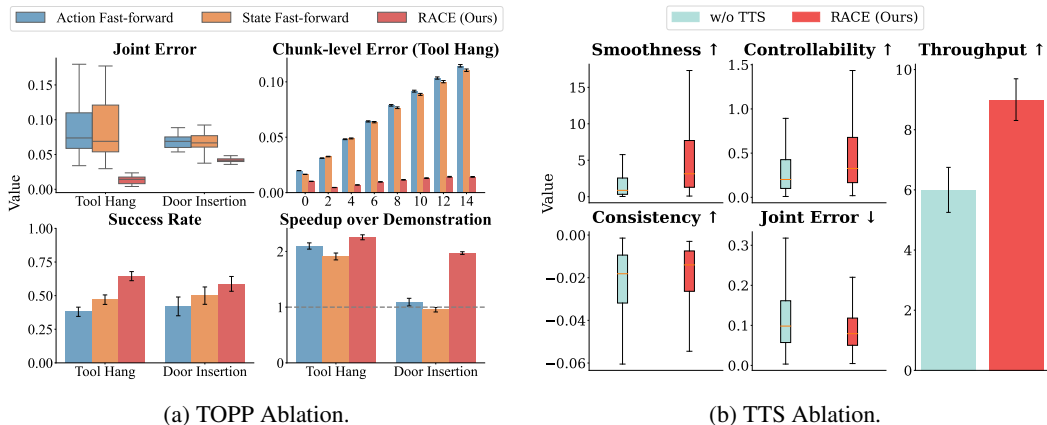 Action Fast-forward State Fast-forward RACE (Ours)
Joint Error
Chunk-level Error (Tool Hang)
Value
0.15
0.10
0.05
0.00
Tool Hang Door Insertion
0.10
0.05
0.00
0 2 4 6 8 10 12 14
Success Rate
Speedup over Demonstration
1.00
0.75
0.50
0.25
0.00
Tool Hang Door Insertion
2
1
0
Tool Hang Door Insertion
(a) TOPP Ablation.
w/o TTS RACE (Ours)
Smoothness ↑ Controllability ↑ Throughput ↑
Value
15
10
5
0
1.5
1.0
0.5
0.0
Consistency ↑ Joint Error ↓
0.00
−0.02
−0.04
−0.06
0.3
0.2
0.1
0.0
10
8
6
4
2
0
(b) TTS Ablation.